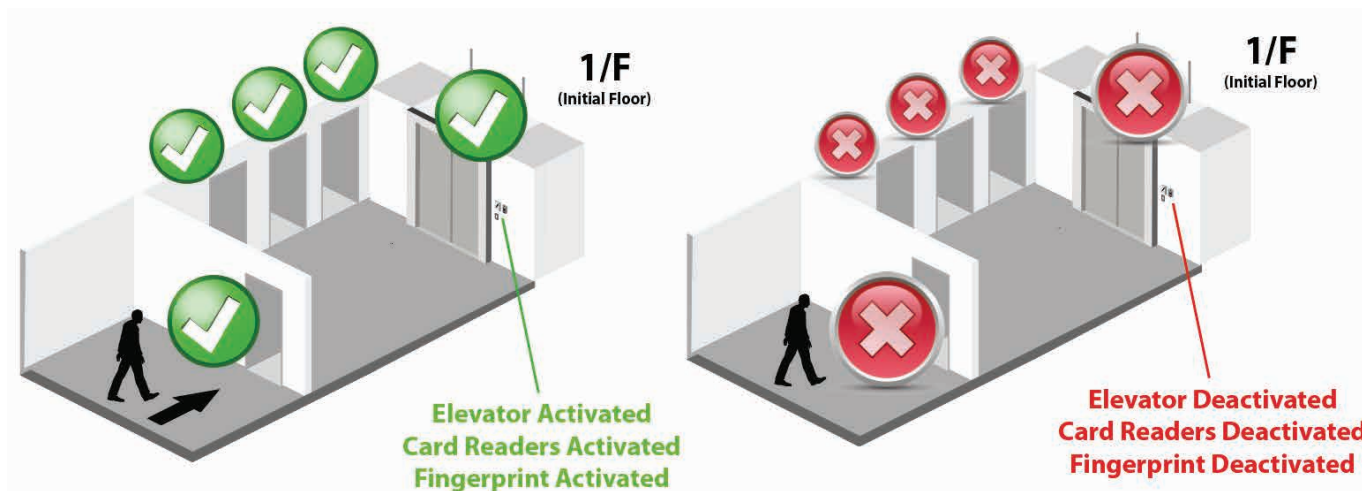 1/F
(Initial Floor)
Elevator Activated
Card Readers Activated
Fingerprint Activated
1/F
(Initial Floor)
Elevator Deactivated
Card Readers Deactivated
Fingerprint Deactivated